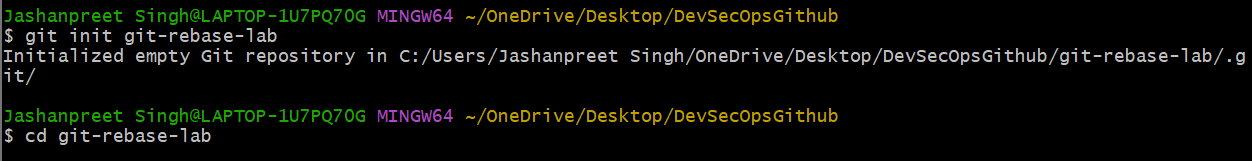 Jashanpreet Singh@LAPTOP-1U7PQ7OG MINGW64 ~/OneDrive/Desktop/DevSecOpsGithub
$ git init git-rebase-lab
Initialized empty Git repository in C:/Users/Jashanpreet Singh/OneDrive/Desktop/DevSecOpsGithub/git-rebase-lab/.g
it/
Jashanpreet Singh@LAPTOP-1U7PQ7OG MINGW64 ~/OneDrive/Desktop/DevSecOpsGithub
$ cd git-rebase-lab